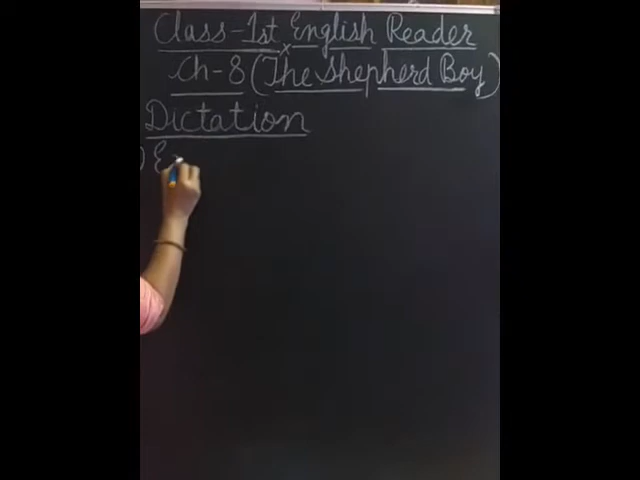 Class-1st English Reader
Ch-8 (The Shepherd Boy)
Dictation
) E